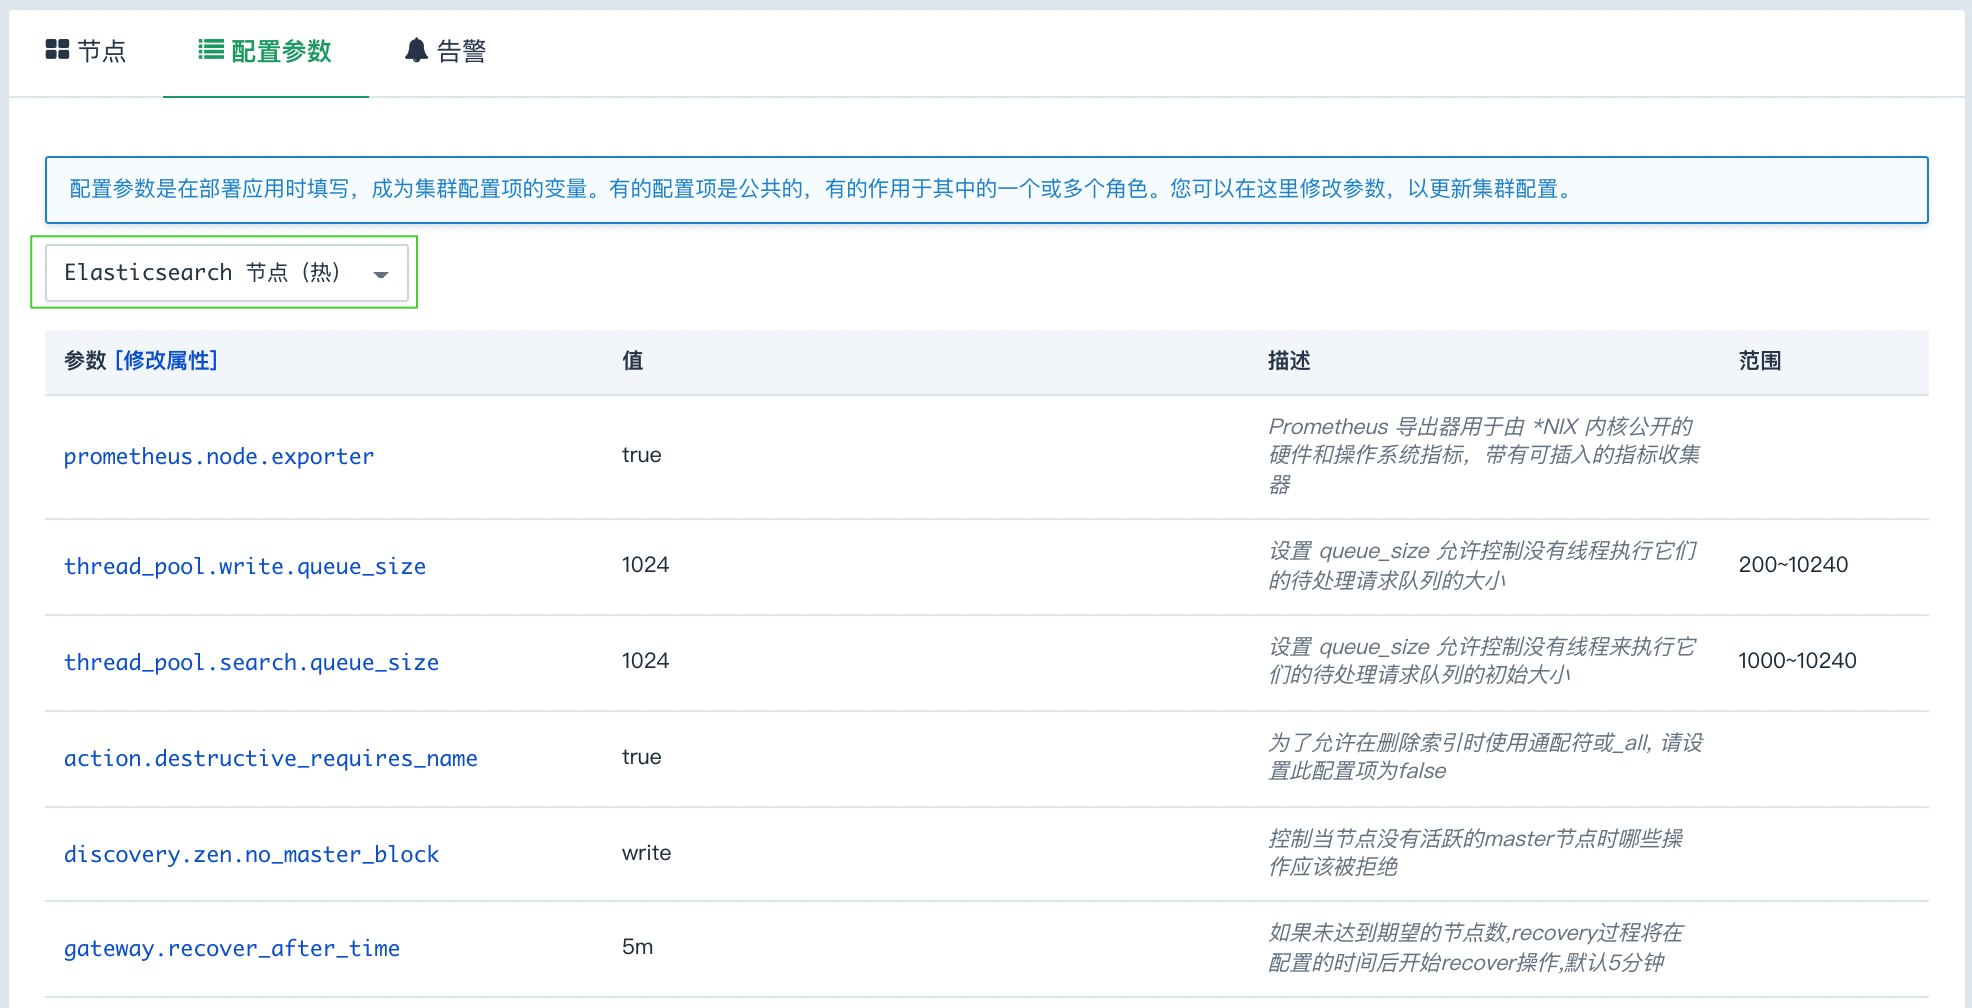 节点 配置参数 告警
配置参数是在部署应用时填写，成为集群配置项的变量。有的配置项是公共的，有的作用于其中的一个或多个角色。您可以在这里修改参数，以更新集群配置。
Elasticsearch 节点（热）
参数 [修改属性] 值 描述 范围
Prometheus 导出器用于由 *NIX 内核公开的
prometheus.node.exporter true 硬件和操作系统指标，带有可插入的指标收集
器
设置 queue_size 允许控制没有线程执行它们
thread_pool.write.queue_size 1024 200~10240
的待处理请求队列的大小
设置 queue_size 允许控制没有线程来执行它
thread_pool.search.queue_size 1024 1000~10240
们的待处理请求队列的初始大小
为了允许在删除索引时使用通配符或_all, 请设
action.destructive_requires_name true
置此配置项为false
控制当节点没有活跃的master节点时哪些操
discovery.zen.no_master_block write
作应该被拒绝
如果未达到期望的节点数,recovery过程将在
gateway.recover_after_time 5m
配置的时间后开始recover操作,默认5分钟